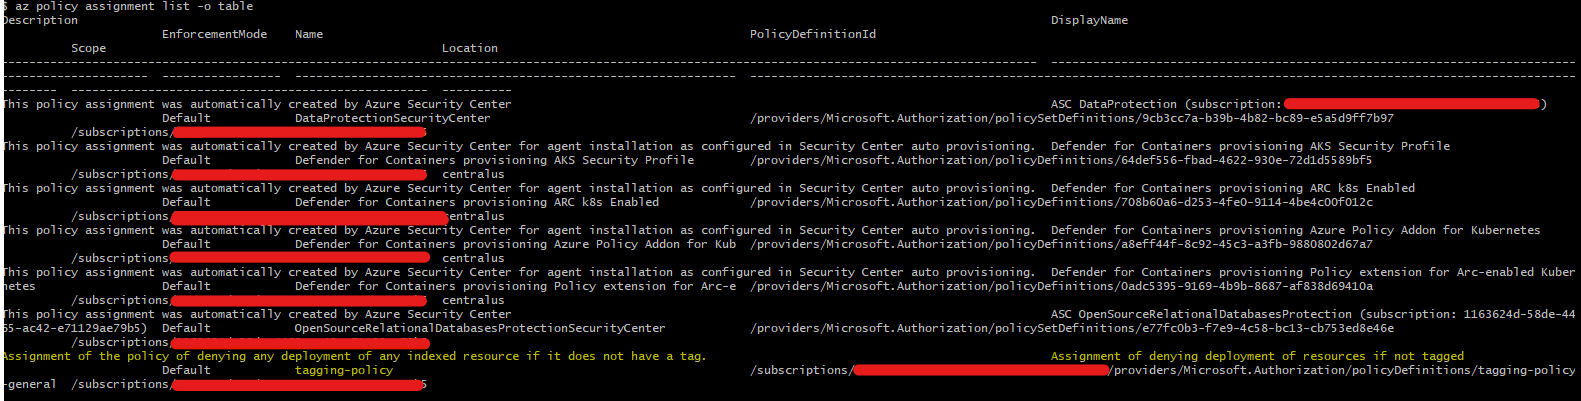 $ az policy assignment list -o table
Description DisplayName
EnforcementMode Name PolicyDefinitionId
Scope Location
--------------------------------------------------------------------------------------------------------------------------------------------------- ---------------------------------------------------------------------------
--------------------- ----------------- --------------------------------------------------------------- ----------------------------------------------------------------------------------------------------------------------
-------- --------------------------------------------------- ----------
This policy assignment was automatically created by Azure Security Center ASC DataProtection (subscription: )
Default DataProtectionSecurityCenter /providers/Microsoft.Authorization/policySetDefinitions/9cb3cc7a-b39b-4b82-bc89-e5a5d9ff7b97
/subscriptions/
This policy assignment was automatically created by Azure Security Center for agent installation as configured in Security Center auto provisioning. Defender for Containers provisioning AKS Security Profile
Default Defender for Containers provisioning AKS Security Profile /providers/Microsoft.Authorization/policyDefinitions/64def556-fbad-4622-930e-72d1d5589bf5
/subscriptions/ centralus
This policy assignment was automatically created by Azure Security Center for agent installation as configured in Security Center auto provisioning. Defender for Containers provisioning ARC k8s Enabled
Default Defender for Containers provisioning ARC k8s Enabled /providers/Microsoft.Authorization/policyDefinitions/708b60a6-d253-4fe0-9114-4be4c00f012c
/subscriptions/ centralus
This policy assignment was automatically created by Azure Security Center for agent installation as configured in Security Center auto provisioning. Defender for Containers provisioning Azure Policy Addon for Kubernetes
Default Defender for Containers provisioning Azure Policy Addon for Kub /providers/Microsoft.Authorization/policyDefinitions/a8eff44f-8c92-45c3-a3fb-9880802d67a7
/subscriptions/ centralus
This policy assignment was automatically created by Azure Security Center for agent installation as configured in Security Center auto provisioning. Defender for Containers provisioning Policy extension for Arc-enabled Kuber
netes Default Defender for Containers provisioning Policy extension for Arc-e /providers/Microsoft.Authorization/policyDefinitions/0adc5395-9169-4b9b-8687-af838d69410a
/subscriptions/ centralus
This policy assignment was automatically created by Azure Security Center ASC OpenSourceRelationalDatabasesProtection (subscription: 1163624d-58de-44
65-ac42-e71129ae79b5) Default OpenSourceRelationalDatabasesProtectionSecurityCenter /providers/Microsoft.Authorization/policySetDefinitions/e77fc0b3-f7e9-4c58-bc13-cb753ed8e46e
/subscriptions/
Assignment of the policy of denying any deployment of any indexed resource if it does not have a tag. Assignment of denying deployment of resources if not tagged
Default tagging-policy /subscriptions/ /providers/Microsoft.Authorization/policyDefinitions/tagging-policy
-general /subscriptions/